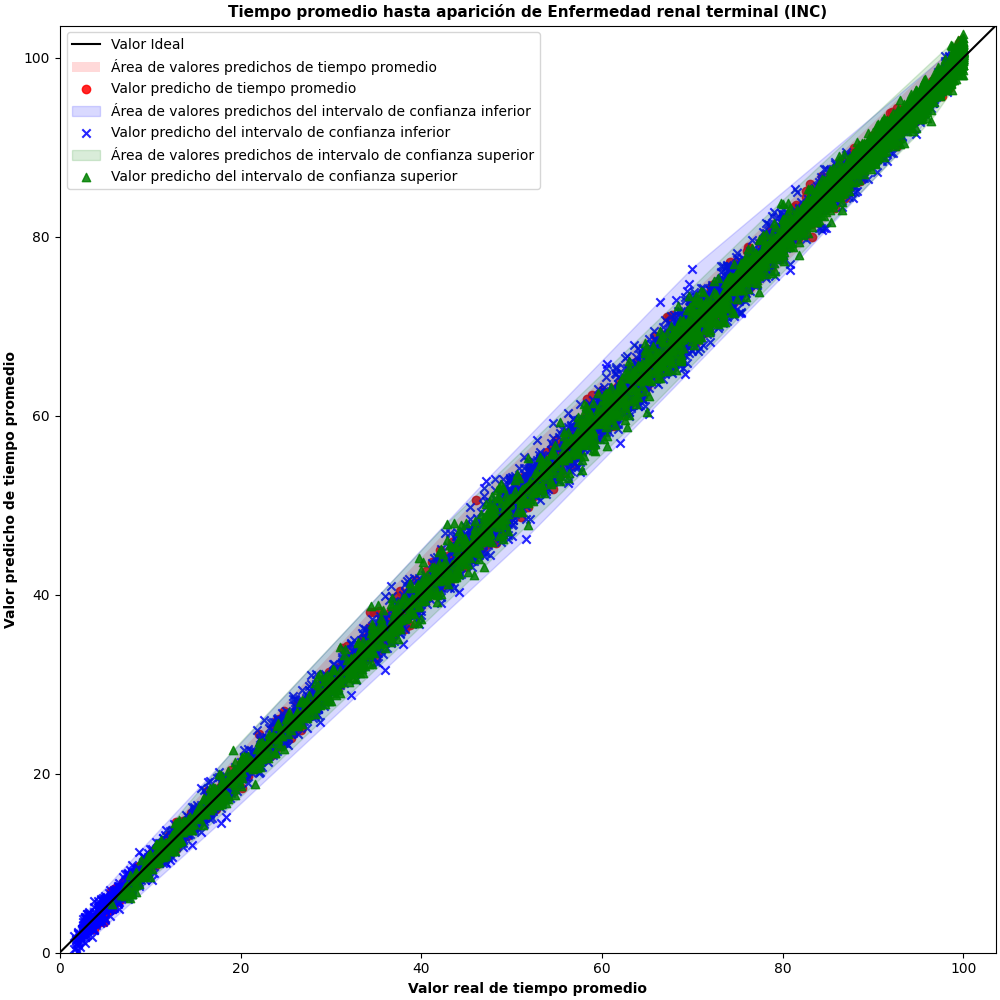 Tiempo promedio hasta aparición de Enfermedad renal terminal (INC)
Valor Ideal
Área de valores predichos de tiempo promedio
Valor predicho de tiempo promedio
Área de valores predichos del intervalo de confianza inferior
Valor predicho del intervalo de confianza inferior
Área de valores predichos de intervalo de confianza superior
Valor predicho del intervalo de confianza superior
Valor predicho de tiempo promedio
100
80
60
40
20
0
0 20 40 60 80 100
Valor real de tiempo promedio